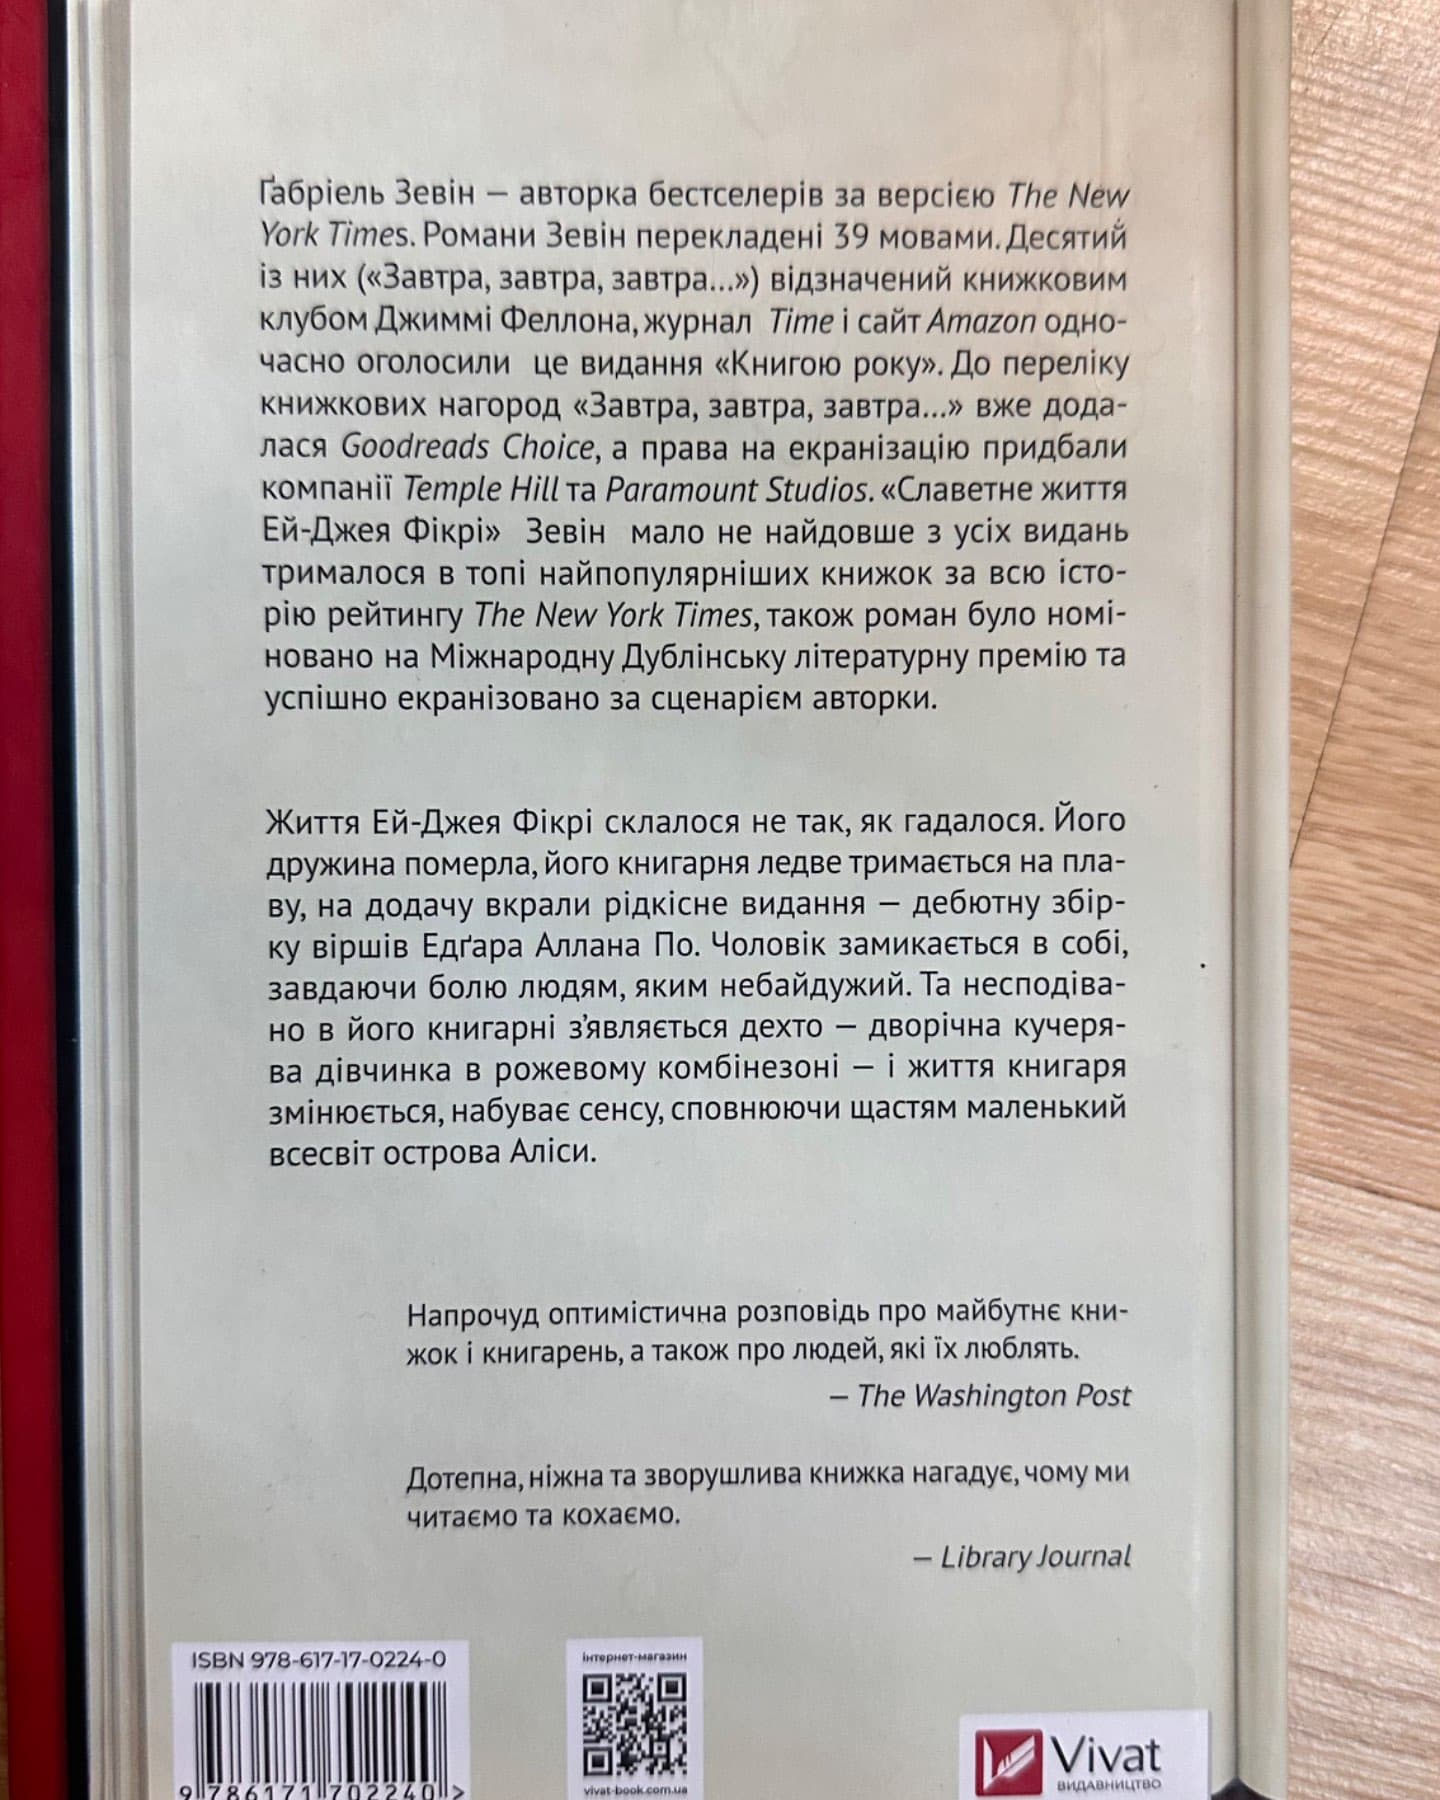 Ґабріель Зевін — авторка бестселерів за версією The New
York Times. Романи Зевін перекладені 39 мовами. Десятий
із них («Завтра, завтра, завтра...») відзначений книжковим
клубом Джиммі Феллона, журнал Time і сайт Amazon одно-
часно оголосили це видання «Книгою року». До переліку
книжкових нагород «Завтра, завтра, завтра...» вже дода-
лася Goodreads Choice, а права на екранізацію придбали
компанії Temple Hill та Paramount Studios. «Славетне життя
Ей-Джея Фікрі» Зевін мало не найдовше з усіх видань
трималося в топі найпопулярніших книжок за всю істо-
рію рейтингу The New York Times, також роман було номі-
новано на Міжнародну Дублінську літературну премію та
успішно екранізовано за сценарієм авторки.
Життя Ей-Джея Фікрі склалося не так, як гадалося. Його
дружина померла, його книгарня ледве тримається на пла-
ву, на додачу вкрали рідкісне видання — дебютну збір-
ку віршів Едґара Аллана По. Чоловік замикається в собі,
завдаючи болю людям, яким небайдужий. Та несподіва-
но в його книгарні з'являється дехто — дворічна кучеря-
ва дівчинка в рожевому комбінезоні — і життя книгаря
змінюється, набуває сенсу, сповнюючи щастям маленький
всесвіт острова Аліси.
Напрочуд оптимістична розповідь про майбутнє кни-
жок і книгарень, а також про людей, які їх люблять.
— The Washington Post
Дотепна, ніжна та зворушлива книжка нагадує, чому ми
читаємо та кохаємо.
— Library Journal
ISBN 978-617-17-0224-0
9 786171 702240 >
інтернет-магазин
vivat-book.com.ua
Vivat
ВИДАВНИЦТВО